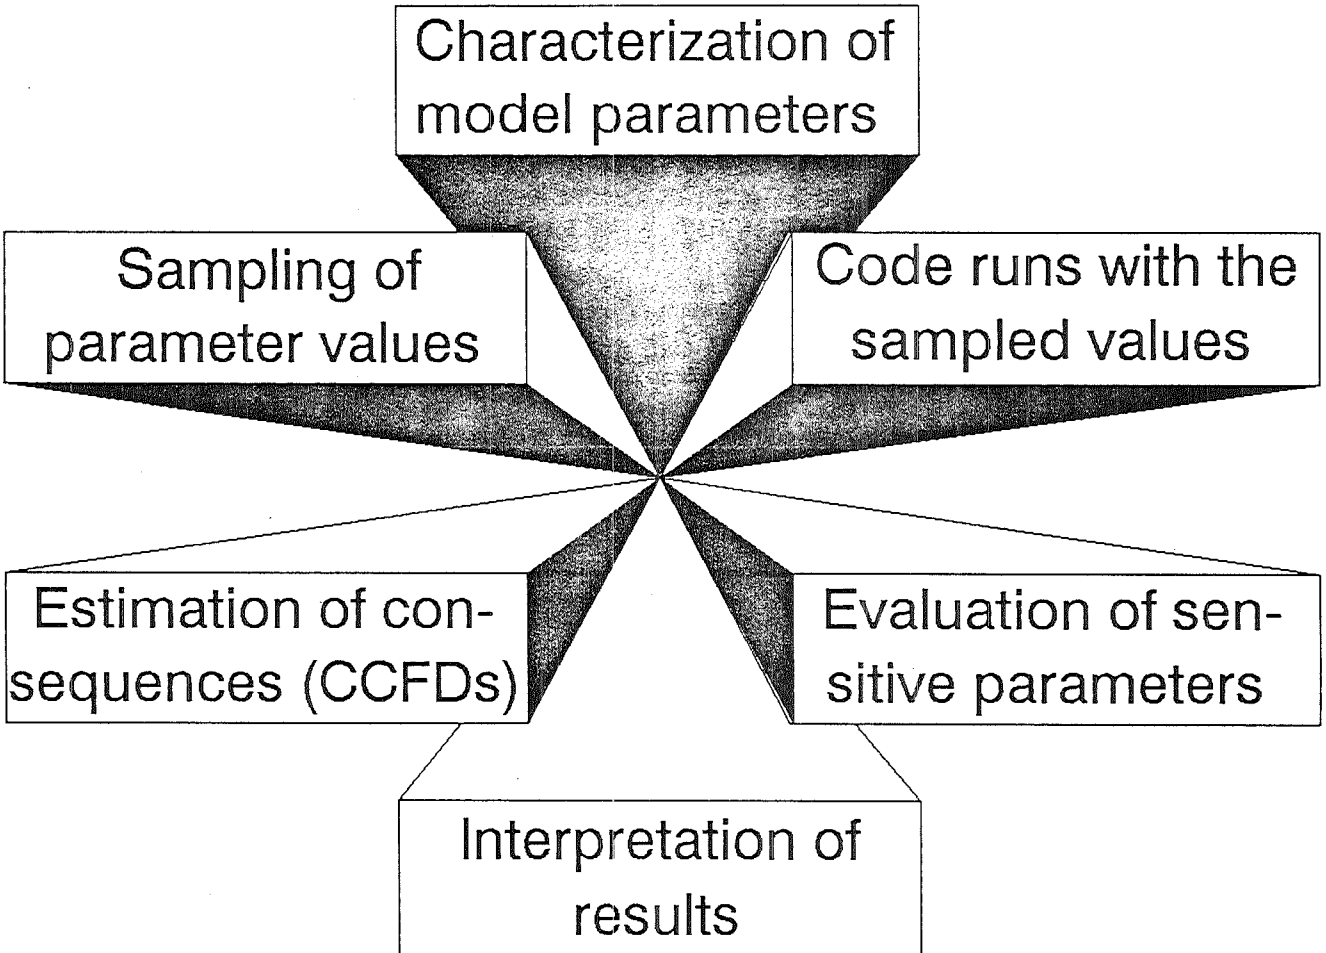 Characterization of
model parameters
Sampling of
parameter values
Code runs with the
sampled values
Estimation of con-
sequences (CCFDs)
Evaluation of sen-
sitive parameters
Interpretation of
results